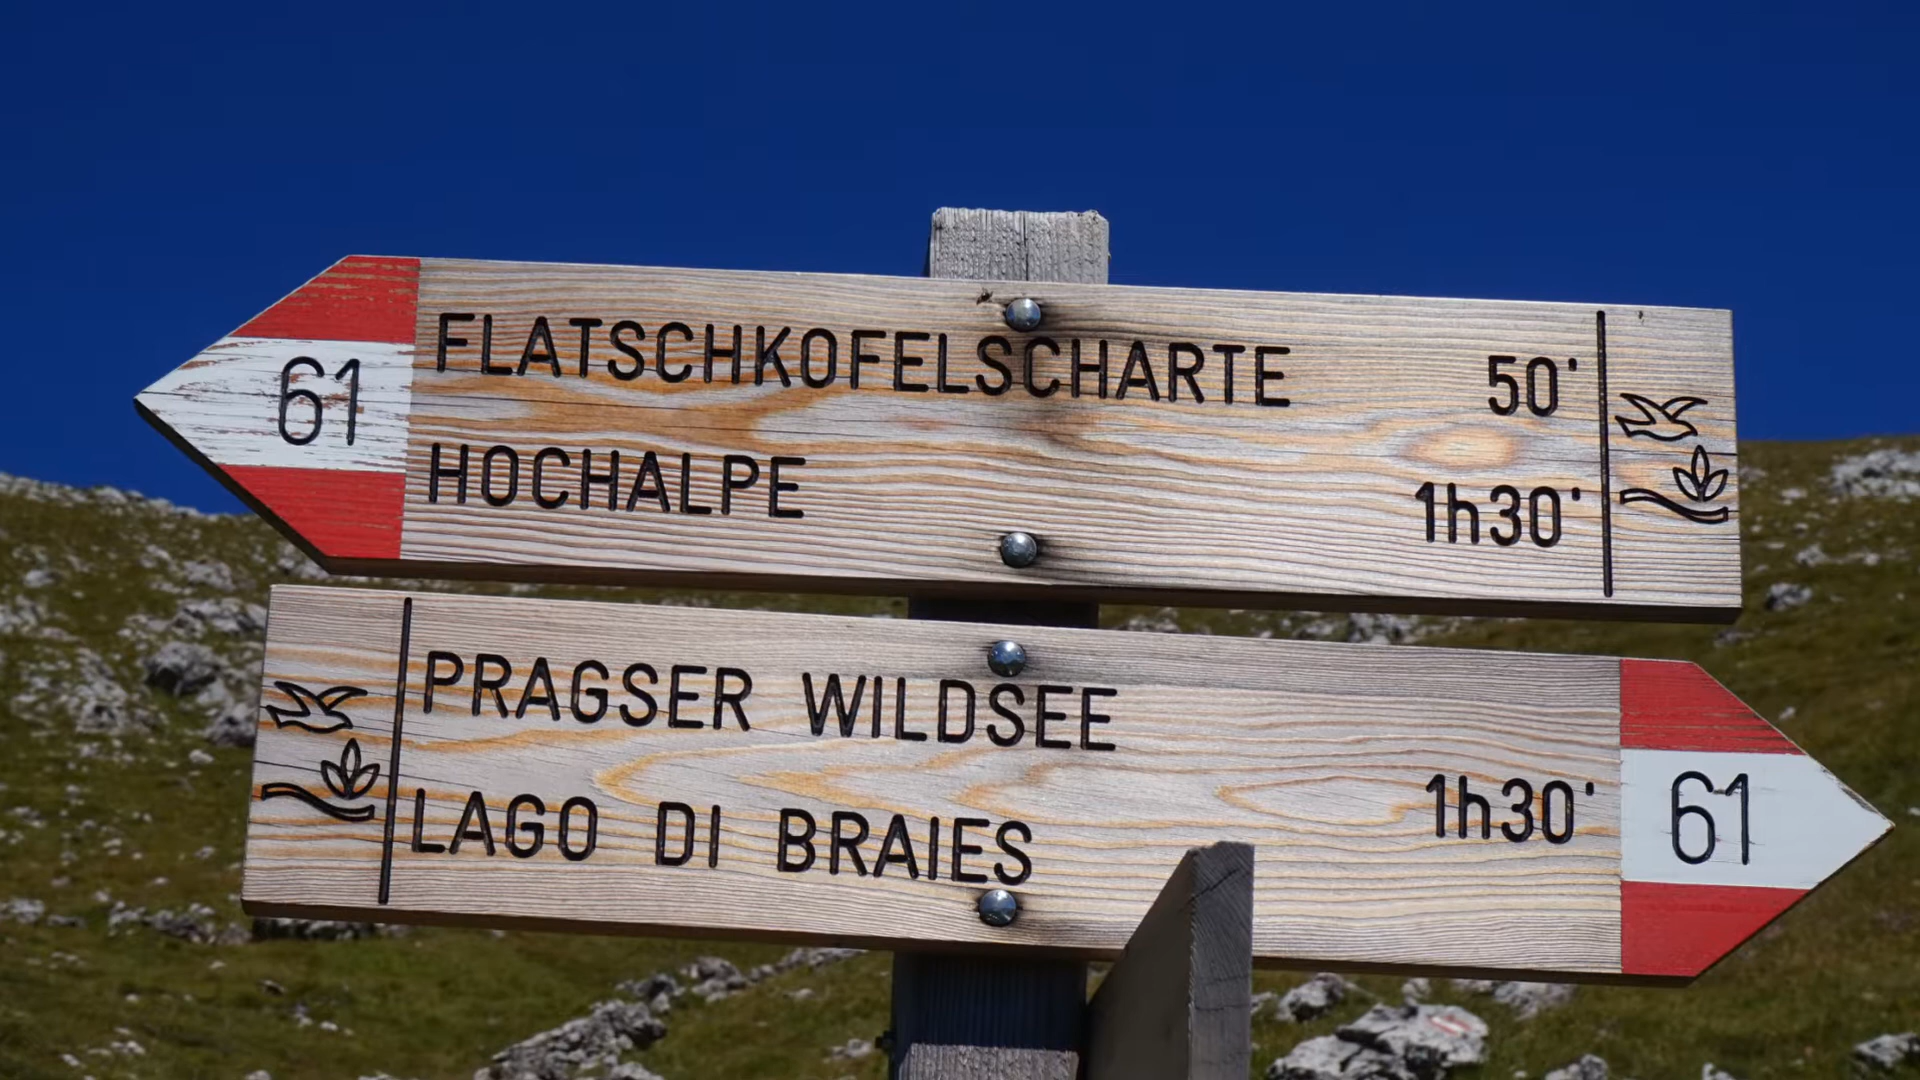 61 FLATSCHKOFELSCHARTE 50'
HOCHALPE 1h30'
PRAGSER WILDSEE
LAGO DI BRAIES 1h30' 61